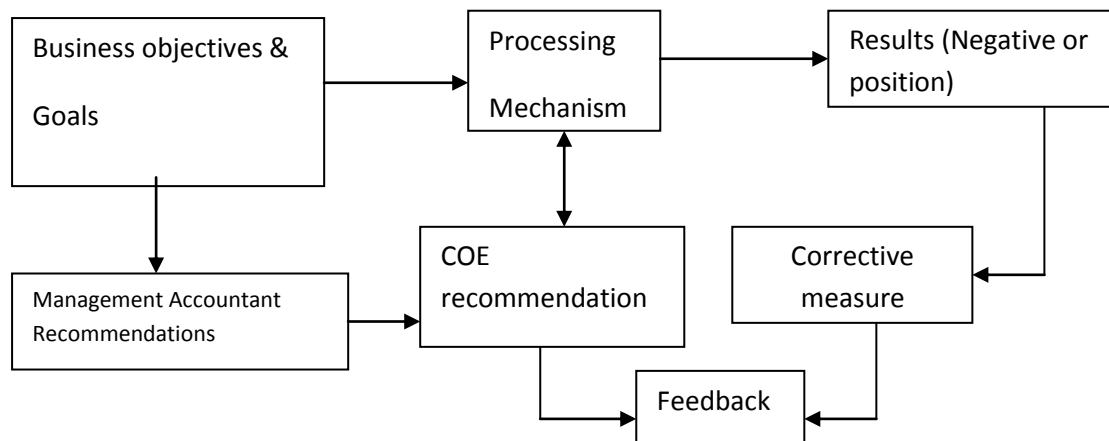 Business objectives &
Goals
Processing
Mechanism
Results (Negative or
position)
Management Accountant
Recommendations
COE
recommendation
Corrective
measure
Feedback